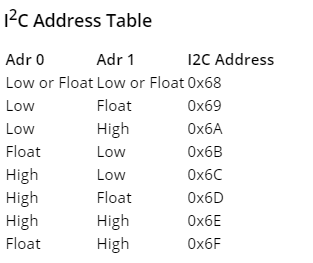 I²C Address Table
Adr 0 Adr 1 I2C Address
Low or Float Low or Float 0x68
Low Float 0x69
Low High 0x6A
Float Low 0x6B
High Low 0x6C
High Float 0x6D
High High 0x6E
Float High 0x6F